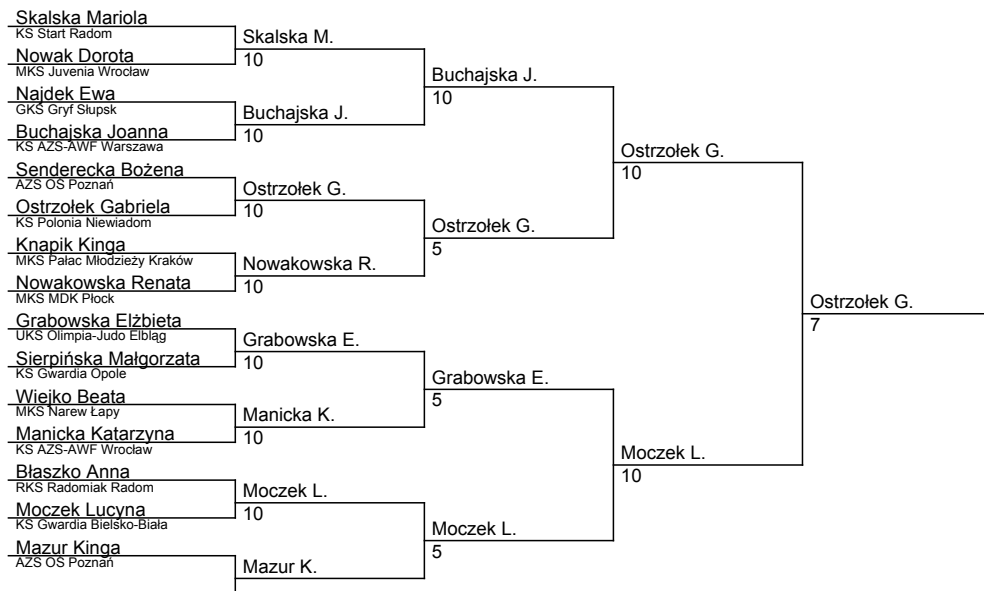 Skalska Mariola
KS Start Radom
Nowak Dorota
MKS Juvenia Wrocław
Najdek Ewa
GKS Gryf Słupsk
Buchajska Joanna
KS AZS-AWF Warszawa
Senderecka Bożena
AZS OŚ Poznań
Ostrzołek Gabriela
KS Polonia Niewiadom
Knapik Kinga
MKS Pałac Młodzieży Kraków
Nowakowska Renata
MKS MDK Płock
Grabowska Elżbieta
UKS Olimpia-Judo Elbląg
Sierpińska Małgorzata
KS Gwardia Opole
Wiejko Beata
MKS Narew Łapy
Manicka Katarzyna
KS AZS-AWF Wrocław
Błaszko Anna
RKS Radomiak Radom
Moczek Lucyna
KS Gwardia Bielsko-Biała
Mazur Kinga
AZS OŚ Poznań
Skalska M.
10
Buchajska J.
10
Ostrzołek G.
10
Nowakowska R.
10
Grabowska E.
10
Manicka K.
10
Moczek L.
10
Mazur K.
Buchajska J.
10
Ostrzołek G.
5
Grabowska E.
5
Moczek L.
5
Ostrzołek G.
10
Moczek L.
10
Ostrzołek G.
7